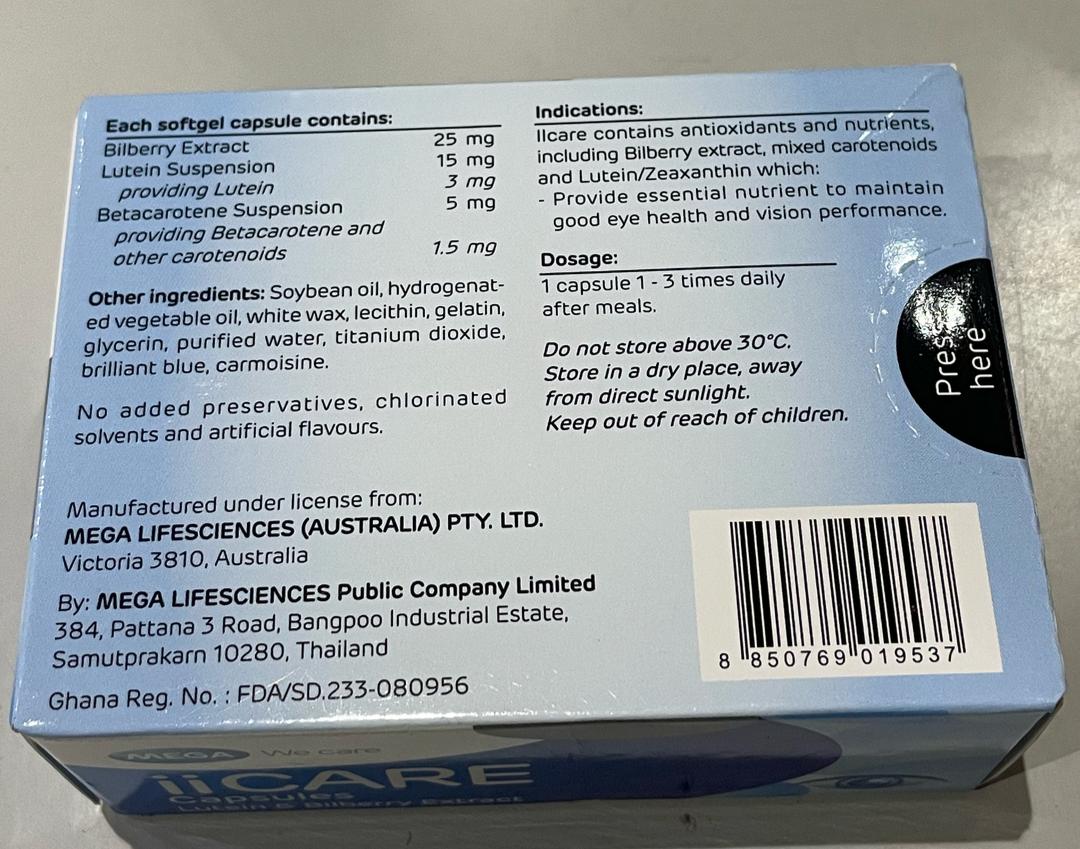 Each softgel capsule contains:
Bilberry Extract 25 mg
Lutein Suspension 15 mg
providing Lutein 3 mg
Betacarotene Suspension 5 mg
providing Betacarotene and
other carotenoids 1.5 mg
Other ingredients: Soybean oil, hydrogenat-
ed vegetable oil, white wax, lecithin, gelatin,
glycerin, purified water, titanium dioxide,
brilliant blue, carmoisine.
No added preservatives, chlorinated
solvents and artificial flavours.
Indications:
IIcare contains antioxidants and nutrients,
including Bilberry extract, mixed carotenoids
and Lutein/Zeaxanthin which:
- Provide essential nutrient to maintain
good eye health and vision performance.
Dosage:
1 capsule 1 - 3 times daily
after meals.
Do not store above 30°C.
Store in a dry place, away
from direct sunlight.
Keep out of reach of children.
Press
here
Manufactured under license from:
MEGA LIFESCIENCES (AUSTRALIA) PTY. LTD.
Victoria 3810, Australia
By: MEGA LIFESCIENCES Public Company Limited
384, Pattana 3 Road, Bangpoo Industrial Estate,
Samutprakarn 10280, Thailand
Ghana Reg. No. : FDA/SD.233-080956
8 850769 019537
MEGA We care
iiCARE
Capsules
Lutein & Bilberry Extract